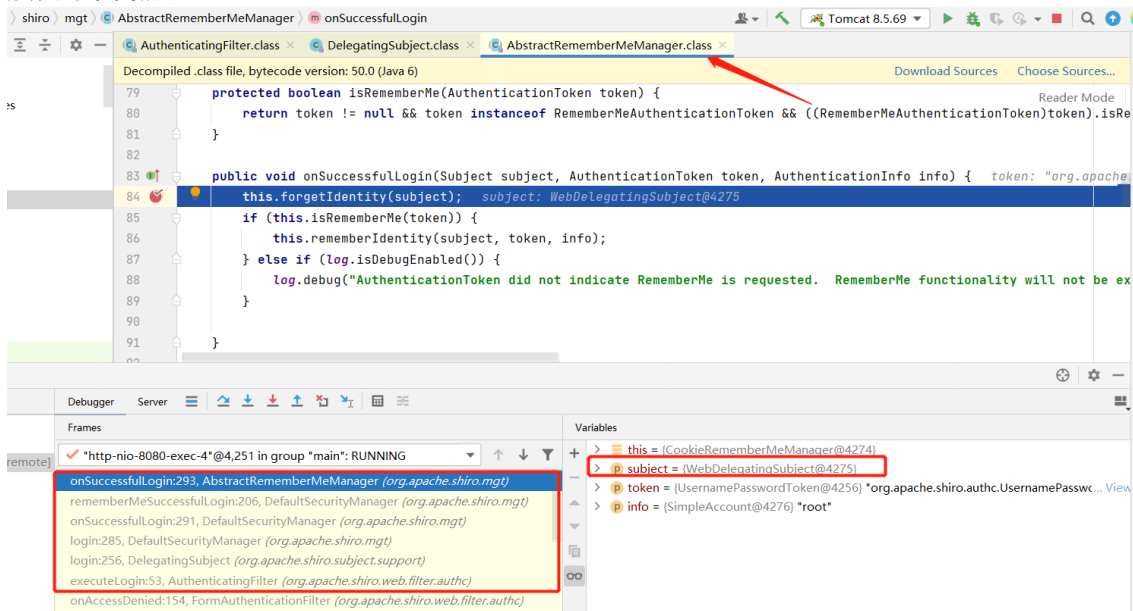 shiro › mgt › AbstractRememberMeManager › onSuccessfulLogin
Tomcat 8.5.69
AuthenticatingFilter.class × DelegatingSubject.class × AbstractRememberMeManager.class ×
Decompiled .class file, bytecode version: 50.0 (Java 6) Download Sources Choose Sources...
Reader Mode
79 protected boolean isRememberMe(AuthenticationToken token) {
80 return token != null && token instanceof RememberMeAuthenticationToken && ((RememberMeAuthenticationToken)token).isRe
81 }
82
83 public void onSuccessfulLogin(Subject subject, AuthenticationToken token, AuthenticationInfo info) { token: "org.apache.
84 this.forgetIdentity(subject); subject: WebDelegatingSubject@4275
85 if (this.isRememberMe(token)) {
86 this.rememberIdentity(subject, token, info);
87 } else if (log.isDebugEnabled()) {
88 log.debug("AuthenticationToken did not indicate RememberMe is requested.  RememberMe functionality will not be ex
89 }
90
91 }
Debugger Server
Frames Variables
remote]
"http-nio-8080-exec-4"@4,251 in group "main": RUNNING
onSuccessfulLogin:293, AbstractRememberMeManager (org.apache.shiro.mgt)
rememberMeSuccessfulLogin:206, DefaultSecurityManager (org.apache.shiro.mgt)
onSuccessfulLogin:291, DefaultSecurityManager (org.apache.shiro.mgt)
login:285, DefaultSecurityManager (org.apache.shiro.mgt)
login:256, DelegatingSubject (org.apache.shiro.subject.support)
executeLogin:53, AuthenticatingFilter (org.apache.shiro.web.filter.authc)
onAccessDenied:154, FormAuthenticationFilter (org.apache.shiro.web.filter.authc)
this = {CookieRememberMeManager@4274}
subject = {WebDelegatingSubject@4275}
token = {UsernamePasswordToken@4256} "org.apache.shiro.authc.UsernamePasswc... View
info = {SimpleAccount@4276} "root"